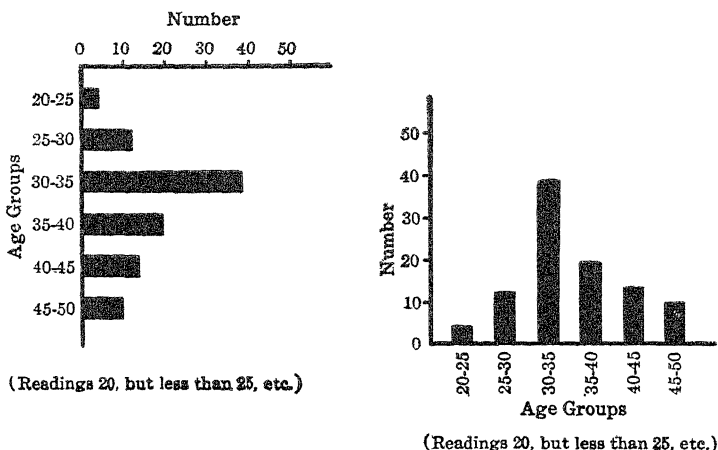 Number
0 10 20 30 40 50
Age Groups
20-25
25-30
30-35
35-40
40-45
45-50
(Readings 20, but less than 25, etc.)
Number
50
40
30
20
10
0
20-25
25-30
30-35
35-40
40-45
45-50
Age Groups
(Readings 20, but less than 25, etc.)